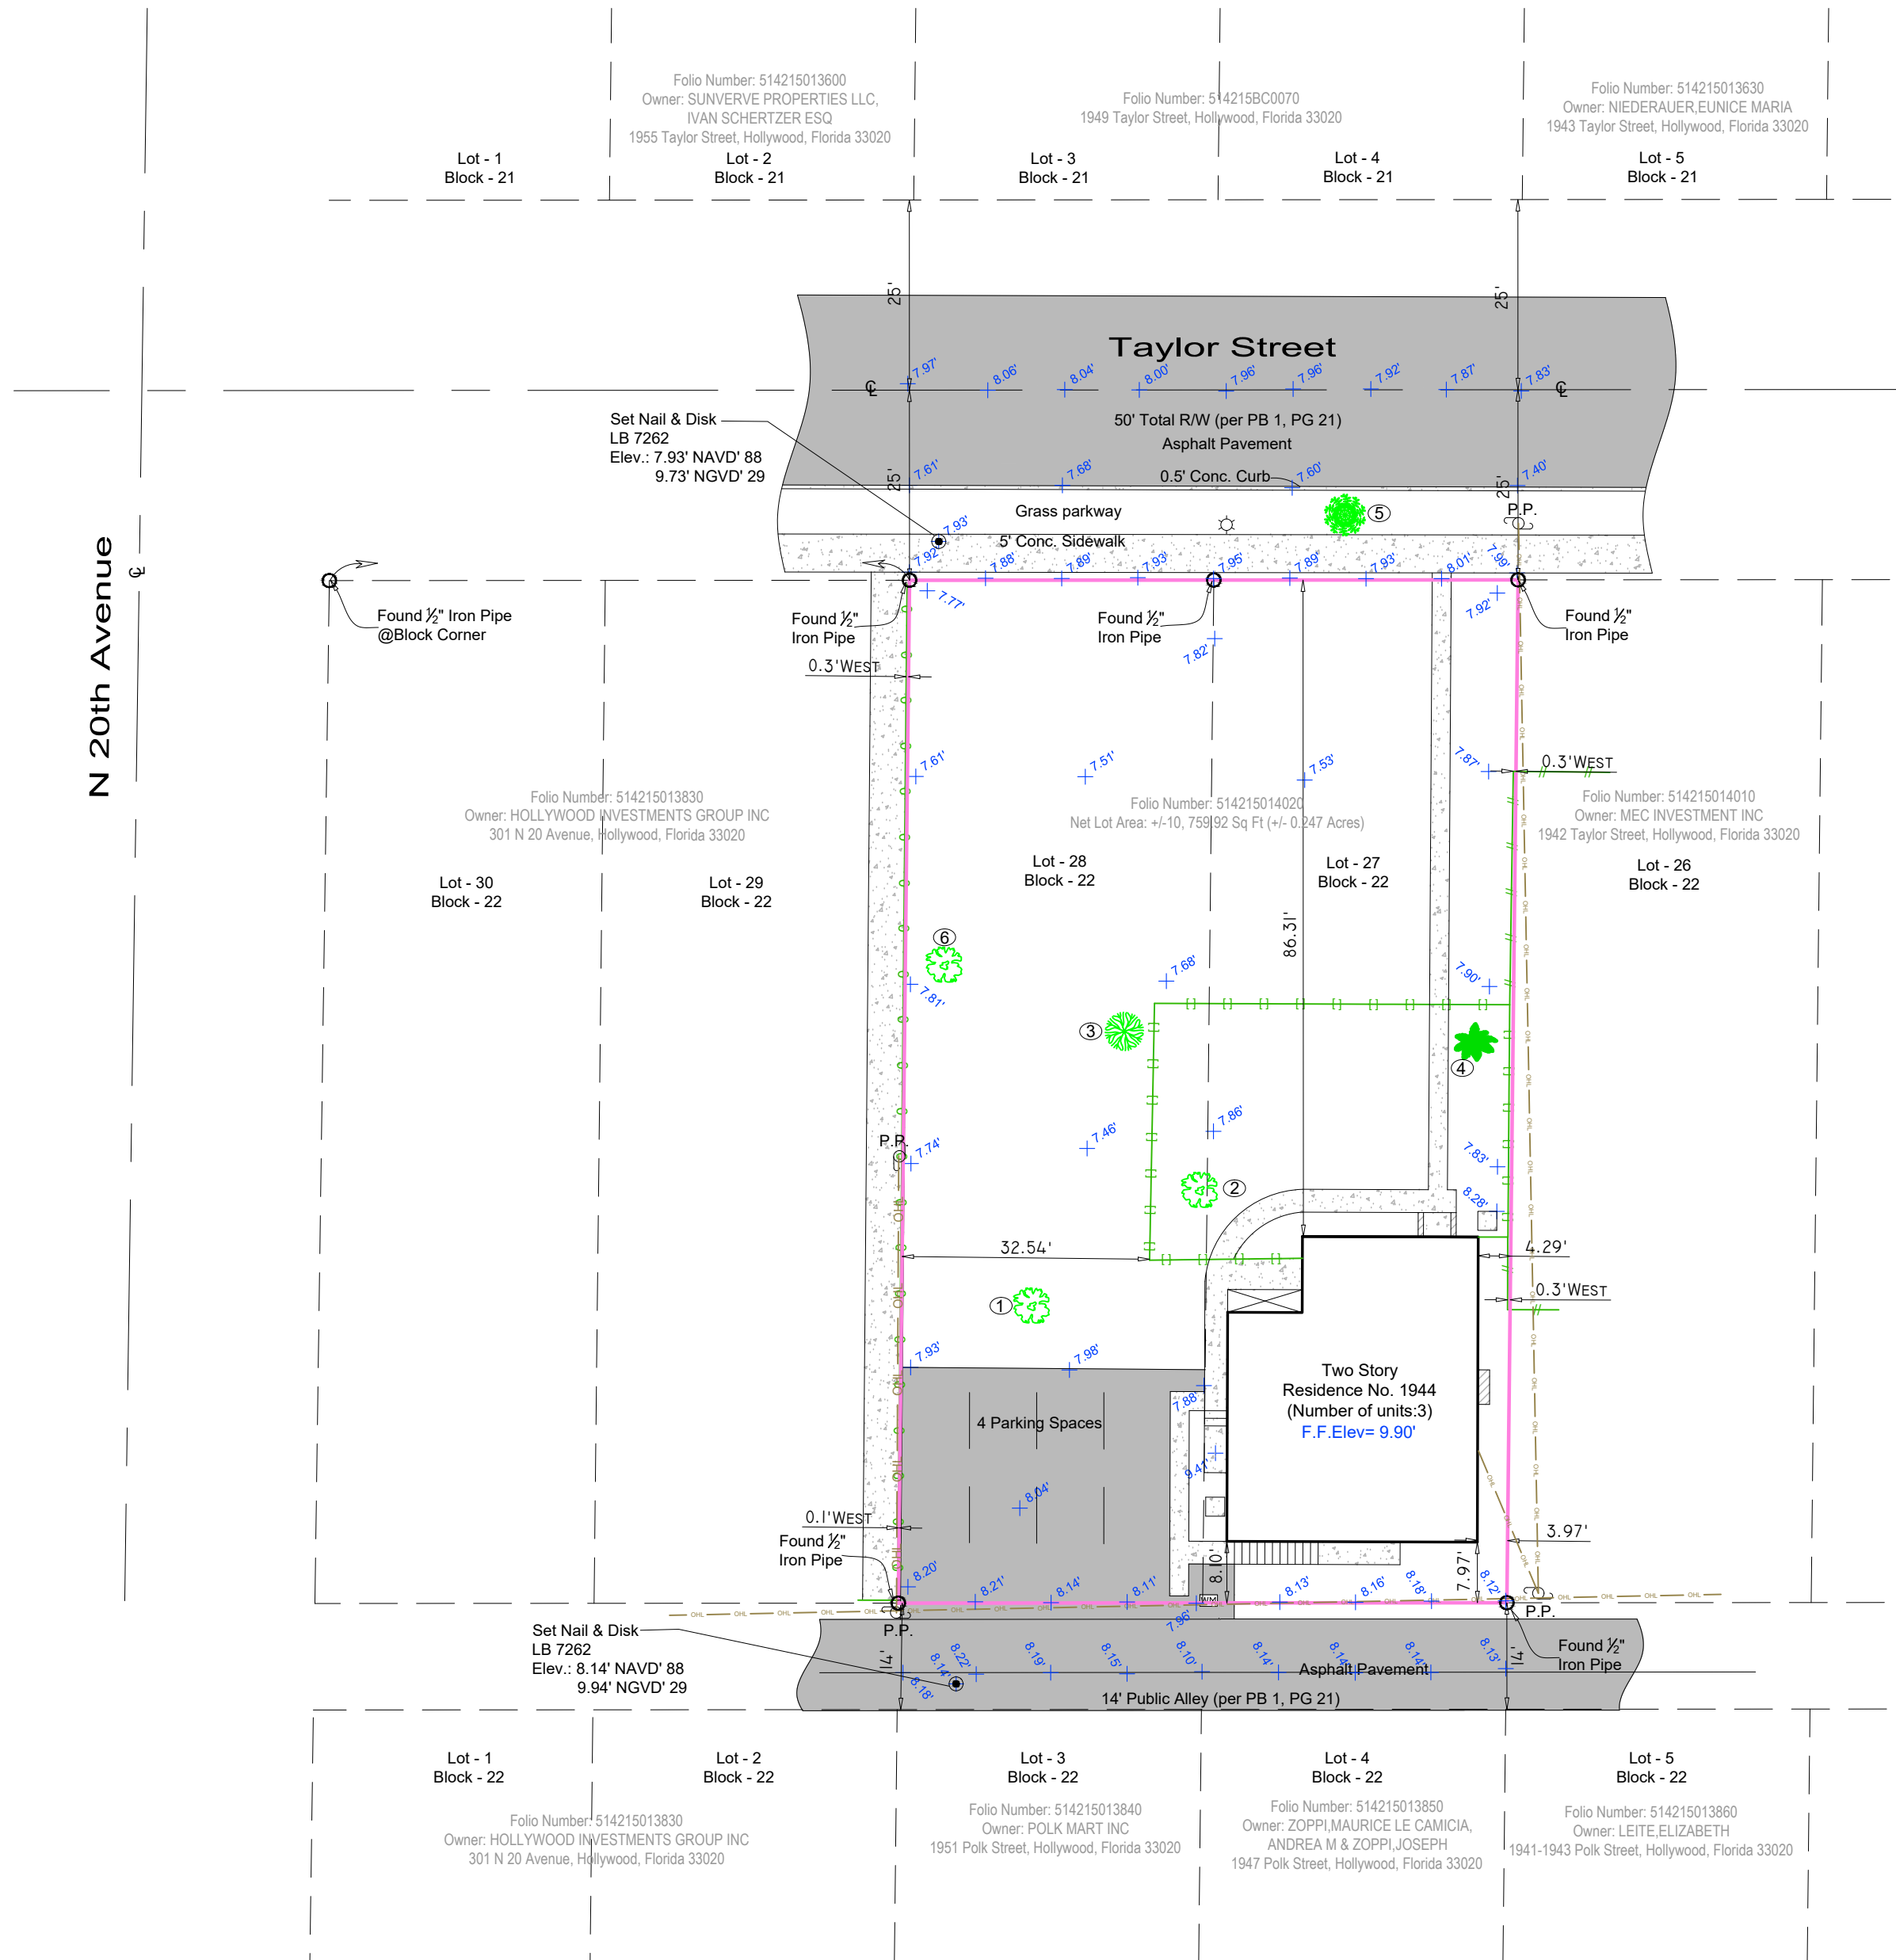 Folio Number: 514215013600
Owner: SUNVERVE PROPERTIES LLC,
IVAN SCHERTZER ESQ
1955 Taylor Street, Hollywood, Florida 33020
Folio Number: 514215BC0070
1949 Taylor Street, Hollywood, Florida 33020
Folio Number: 514215013630
Owner: NIEDERAUER,EUNICE MARIA
1943 Taylor Street, Hollywood, Florida 33020
Lot - 1
Block - 21
Lot - 2
Block - 21
Lot - 3
Block - 21
Lot - 4
Block - 21
Lot - 5
Block - 21
25'
25'
Taylor Street
7.97'
8.06'
8.04'
8.00'
7.96'
7.96'
7.92'
7.87'
7.83'
50' Total R/W (per PB 1, PG 21)
Asphalt Pavement
Set Nail & Disk
LB 7262
Elev.: 7.93' NAVD' 88
9.73' NGVD' 29
25'
7.61'
7.68'
0.5' Conc. Curb
7.60'
7.40'
25'
Grass parkway
5
P.P.
7.93'
5' Conc. Sidewalk
7.92'
7.88'
7.89'
7.93'
7.95'
7.89'
7.93'
8.01'
7.99'
N 20th Avenue
Found ½" Iron Pipe
@Block Corner
Found ½"
Iron Pipe
7.77'
Found ½"
Iron Pipe
7.92'
Found ½"
Iron Pipe
7.82'
0.3'WEST
7.61'
7.51'
7.53'
7.87'
0.3'WEST
Folio Number: 514215013830
Owner: HOLLYWOOD INVESTMENTS GROUP INC
301 N 20 Avenue, Hollywood, Florida 33020
Folio Number: 514215014020
Net Lot Area: +/-10, 759.92 Sq Ft (+/- 0.247 Acres)
Folio Number: 514215014010
Owner: MEC INVESTMENT INC
1942 Taylor Street, Hollywood, Florida 33020
Lot - 30
Block - 22
Lot - 29
Block - 22
Lot - 28
Block - 22
Lot - 27
Block - 22
Lot - 26
Block - 22
86.31'
6
7.81'
7.68'
7.90'
3
4
P.P.
7.74'
7.46'
7.86'
7.83'
2
8.28'
32.54'
4.29'
1
0.3'WEST
7.93'
7.98'
7.88'
4 Parking Spaces
Two Story
Residence No. 1944
(Number of units:3)
F.F.Elev= 9.90'
9.41'
8.04'
0.1'WEST
3.97'
Found ½"
Iron Pipe
8.10'
7.97'
8.20'
8.21'
8.14'
8.11'
WM
8.13'
8.16'
8.18'
8.12'
7.96'
OHL
P.P.
P.P.
Set Nail & Disk
LB 7262
Elev.: 8.14' NAVD' 88
9.94' NGVD' 29
14'
8.14'
8.22'
8.19'
8.15'
8.10'
8.14'
8.14'
8.14'
8.13'
14'
Found ½"
Iron Pipe
8.18'
Asphalt Pavement
14' Public Alley (per PB 1, PG 21)
Lot - 1
Block - 22
Lot - 2
Block - 22
Lot - 3
Block - 22
Lot - 4
Block - 22
Lot - 5
Block - 22
Folio Number: 514215013830
Owner: HOLLYWOOD INVESTMENTS GROUP INC
301 N 20 Avenue, Hollywood, Florida 33020
Folio Number: 514215013840
Owner: POLK MART INC
1951 Polk Street, Hollywood, Florida 33020
Folio Number: 514215013850
Owner: ZOPPI,MAURICE LE CAMICIA,
ANDREA M & ZOPPI,JOSEPH
1947 Polk Street, Hollywood, Florida 33020
Folio Number: 514215013860
Owner: LEITE,ELIZABETH
1941-1943 Polk Street, Hollywood, Florida 33020